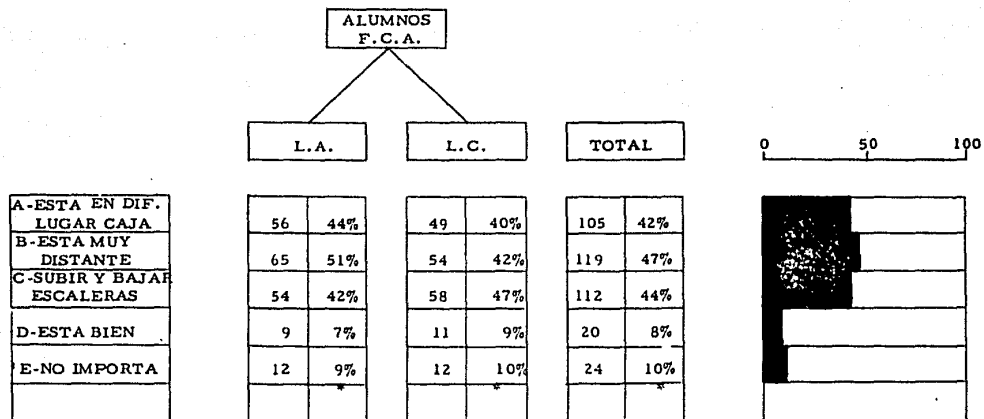 ALUMNOS
F.C.A.
L.A. L.C. TOTAL 0 50 100
A-ESTA EN DIF.
LUGAR CAJA 56 44% 49 40% 105 42%
B-ESTA MUY
DISTANTE 65 51% 54 42% 119 47%
C-SUBIR Y BAJAR
ESCALERAS 54 42% 58 47% 112 44%
D-ESTA BIEN 9 7% 11 9% 20 8%
E-NO IMPORTA 12 9% 12 10% 24 10%
* * *